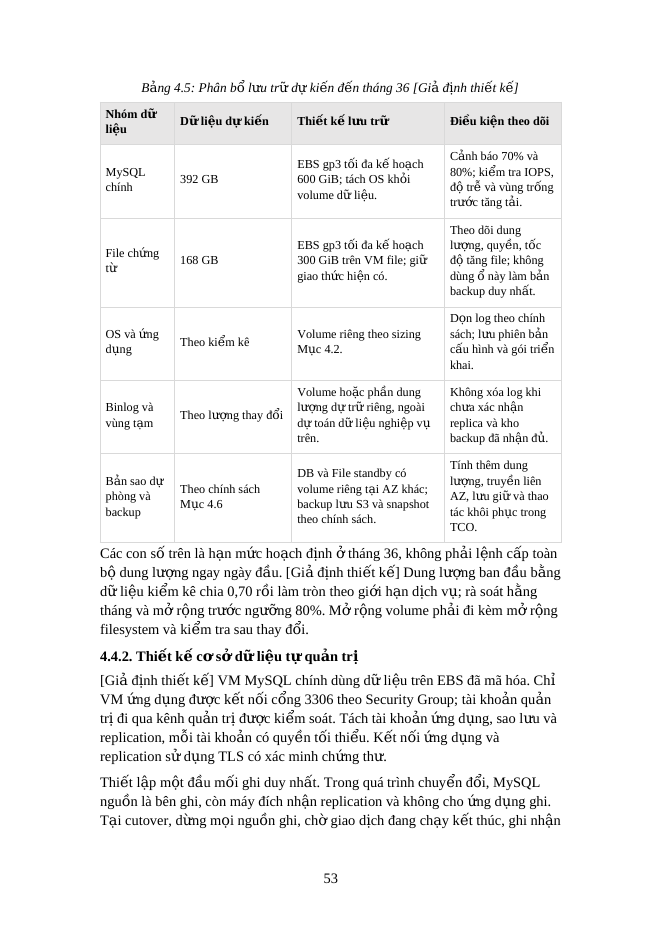 Bảng 4.5: Phân bổ lưu trữ dự kiến đến tháng 36 [Giả định thiết kế]
Nhóm dữ
liệu
Dữ liệu dự kiến
Thiết kế lưu trữ
Điều kiện theo dõi
MySQL
chính
392 GB
EBS gp3 tối đa kế hoạch
600 GiB; tách OS khỏi
volume dữ liệu.
Cảnh báo 70% và
80%; kiểm tra IOPS,
độ trễ và vùng trống
trước tăng tải.
File chứng
từ
168 GB
EBS gp3 tối đa kế hoạch
300 GiB trên VM file; giữ
giao thức hiện có.
Theo dõi dung
lượng, quyền, tốc
độ tăng file; không
dùng ổ này làm bản
backup duy nhất.
OS và ứng
dụng
Theo kiểm kê
Volume riêng theo sizing
Mục 4.2.
Dọn log theo chính
sách; lưu phiên bản
cấu hình và gói triển
khai.
Binlog và
vùng tạm
Theo lượng thay đổi
Volume hoặc phần dung
lượng dự trữ riêng, ngoài
dự toán dữ liệu nghiệp vụ
trên.
Không xóa log khi
chưa xác nhận
replica và kho
backup đã nhận đủ.
Bản sao dự
phòng và
backup
Theo chính sách
Mục 4.6
DB và File standby có
volume riêng tại AZ khác;
backup lưu S3 và snapshot
theo chính sách.
Tính thêm dung
lượng, truyền liên
AZ, lưu giữ và thao
tác khôi phục trong
TCO.
Các con số trên là hạn mức hoạch định ở tháng 36, không phải lệnh cấp toàn
bộ dung lượng ngay ngày đầu. [Giả định thiết kế] Dung lượng ban đầu bằng
dữ liệu kiểm kê chia 0,70 rồi làm tròn theo giới hạn dịch vụ; rà soát hằng
tháng và mở rộng trước ngưỡng 80%. Mở rộng volume phải đi kèm mở rộng
filesystem và kiểm tra sau thay đổi.
4.4.2. Thiết kế cơ sở dữ liệu tự quản trị
[Giả định thiết kế] VM MySQL chính dùng dữ liệu trên EBS đã mã hóa. Chỉ
VM ứng dụng được kết nối cổng 3306 theo Security Group; tài khoản quản
trị đi qua kênh quản trị được kiểm soát. Tách tài khoản ứng dụng, sao lưu và
replication, mỗi tài khoản có quyền tối thiểu. Kết nối ứng dụng và
replication sử dụng TLS có xác minh chứng thư.
Thiết lập một đầu mối ghi duy nhất. Trong quá trình chuyển đổi, MySQL
nguồn là bên ghi, còn máy đích nhận replication và không cho ứng dụng ghi.
Tại cutover, dừng mọi nguồn ghi, chờ giao dịch đang chạy kết thúc, ghi nhận
53